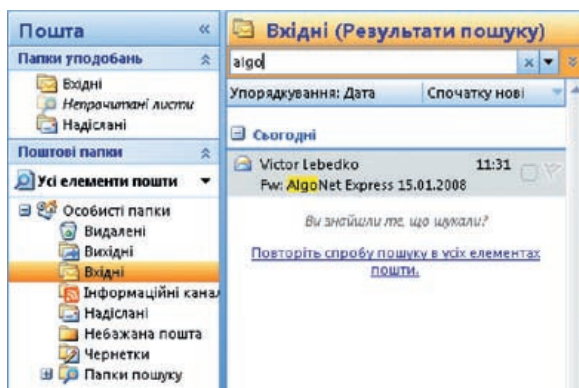 Пошта «
Папки уподобань
Вхідні
Непрочитані листи
Надіслані
Поштові папки
Усі елементи пошти
Особисті папки
Видалені
Вихідні
Вхідні
Інформаційні канал
Надіслані
Небажана пошта
Чернетки
Папки пошуку
Вхідні (Результати пошуку)
algo
Упорядкування: Дата Спочатку нові
Сьогодні
Victor Lebedko 11:31
Fw: AlgoNet Express 15.01.2008
Ви знайшли те, що шукали?
Повторіть спробу пошуку в усіх елементах
пошти.